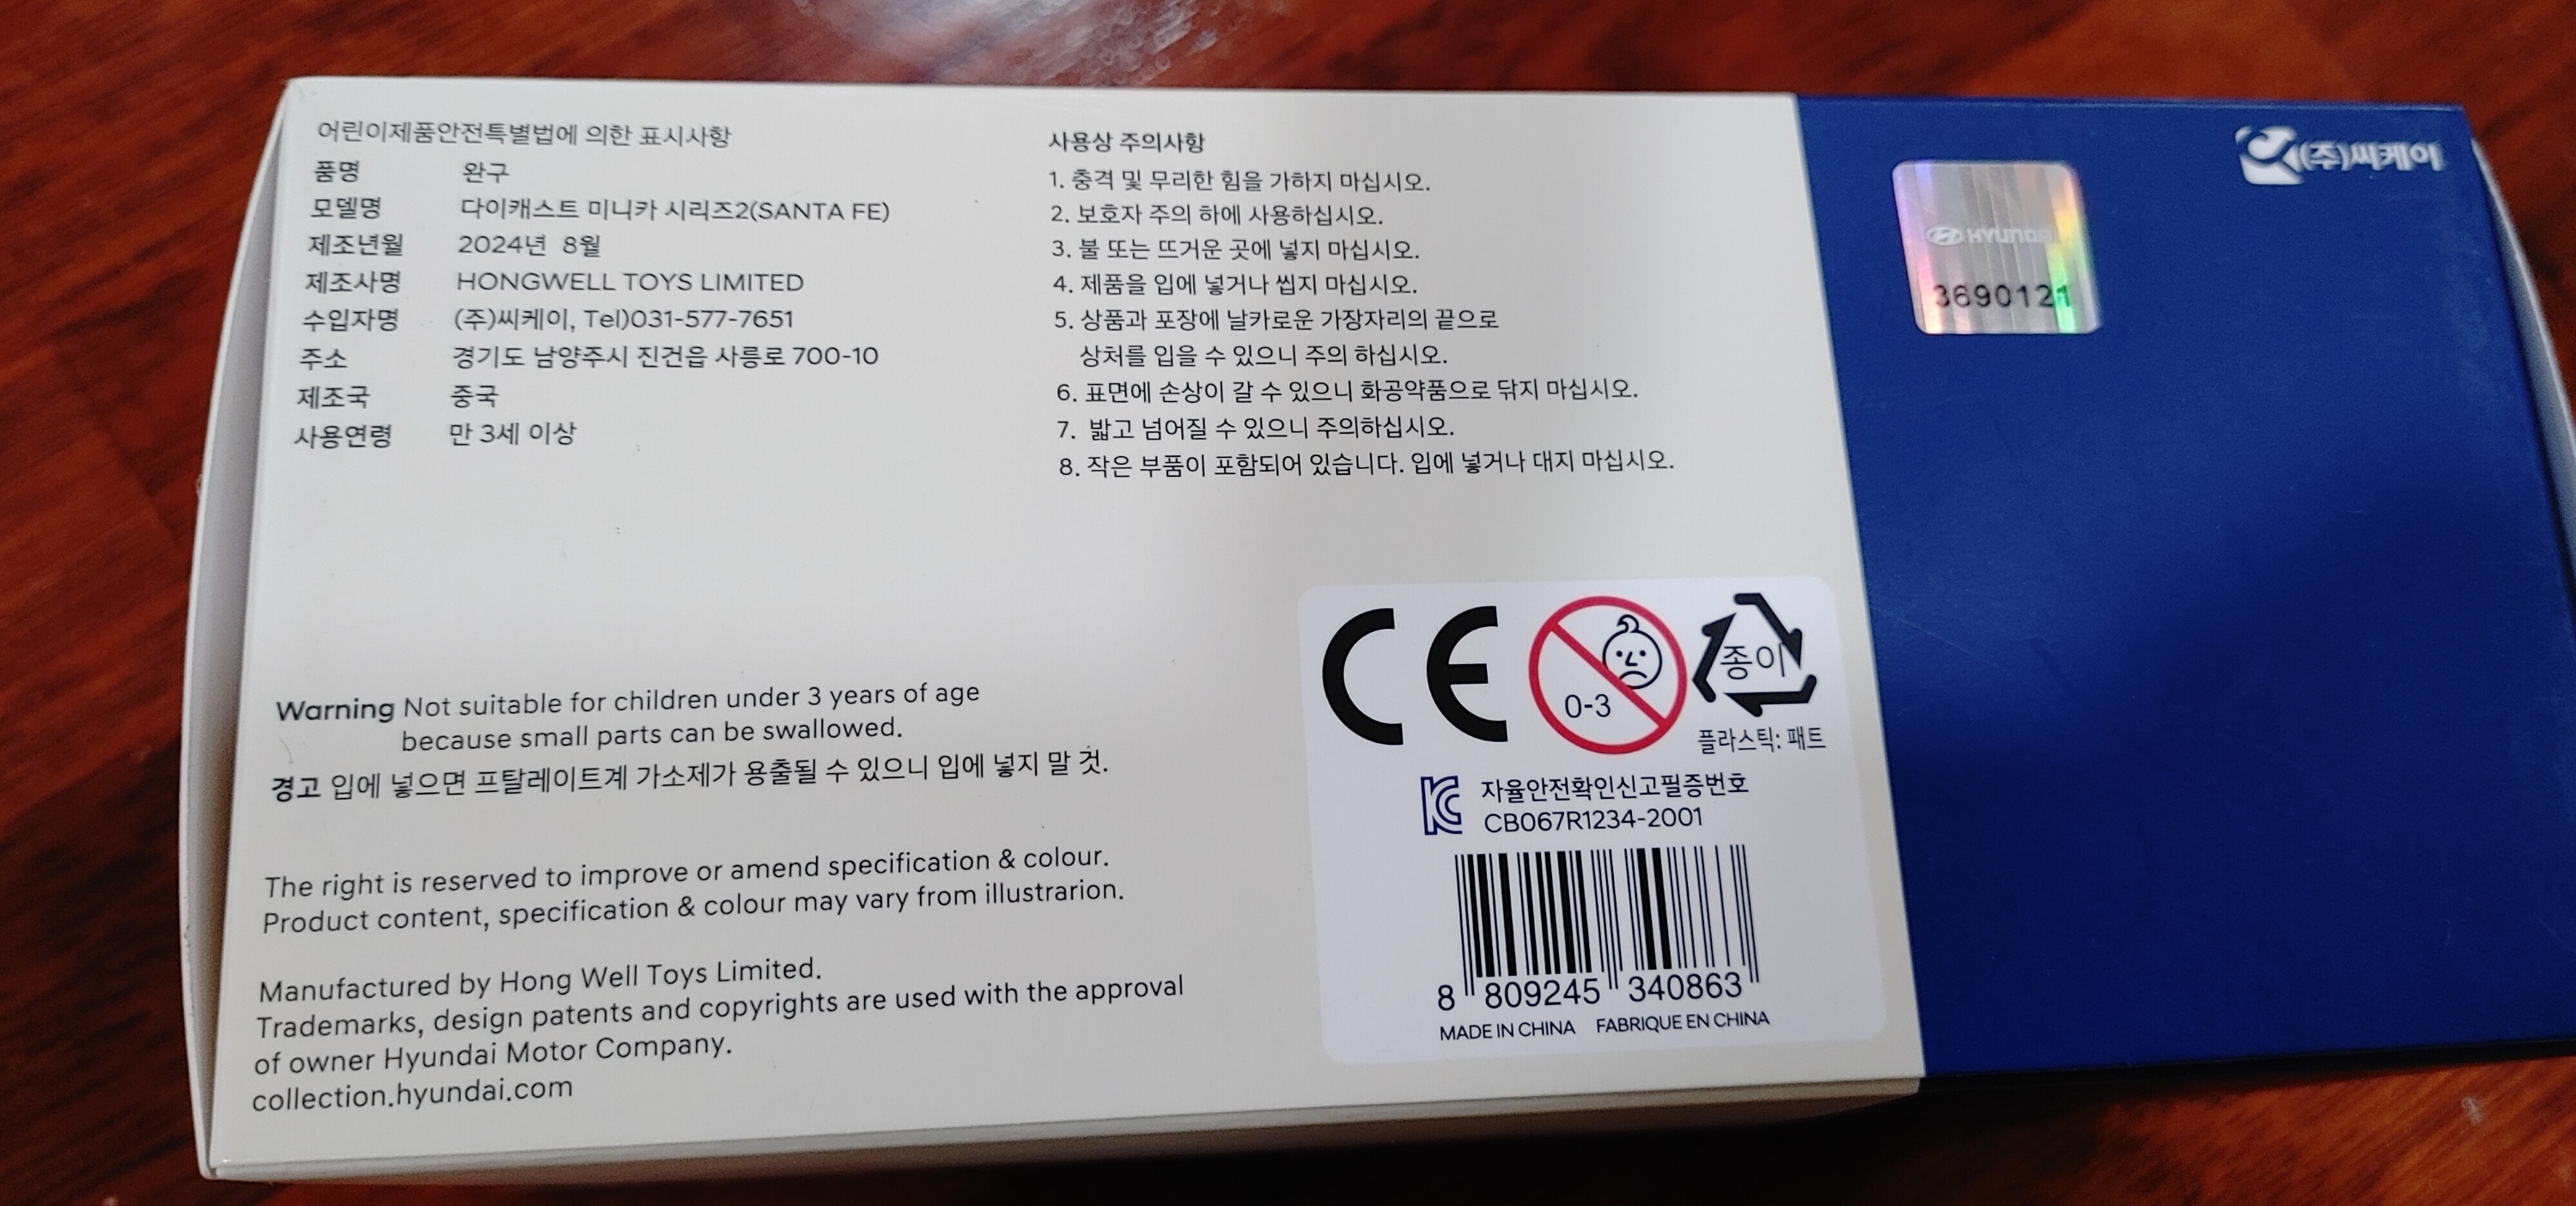 어린이제품안전특별법에 의한 표시사항
품명 완구
모델명 다이캐스트 미니카 시리즈2(SANTA FE)
제조년월 2024년 8월
제조사명 HONGWELL TOYS LIMITED
수입자명 (주)씨케이, Tel)031-577-7651
주소 경기도 남양주시 진건읍 사릉로 700-10
제조국 중국
사용연령 만 3세 이상
사용상 주의사항
1. 충격 및 무리한 힘을 가하지 마십시오.
2. 보호자 주의 하에 사용하십시오.
3. 불 또는 뜨거운 곳에 넣지 마십시오.
4. 제품을 입에 넣거나 씹지 마십시오.
5. 상품과 포장에 날카로운 가장자리의 끝으로
상처를 입을 수 있으니 주의 하십시오.
6. 표면에 손상이 갈 수 있으니 화공약품으로 닦지 마십시오.
7. 밟고 넘어질 수 있으니 주의하십시오.
8. 작은 부품이 포함되어 있습니다. 입에 넣거나 대지 마십시오.
HYUNDAI
3690121
(주)씨케이
Warning Not suitable for children under 3 years of age
because small parts can be swallowed.
경고 입에 넣으면 프탈레이트계 가소제가 용출될 수 있으니 입에 넣지 말 것.
The right is reserved to improve or amend specification & colour.
Product content, specification & colour may vary from illustrarion.
Manufactured by Hong Well Toys Limited.
Trademarks, design patents and copyrights are used with the approval
of owner Hyundai Motor Company.
collection.hyundai.com
CE
0-3
종이
플라스틱: 패트
KC 자율안전확인신고필증번호
CB067R1234-2001
8 809245 340863
MADE IN CHINA FABRIQUE EN CHINA